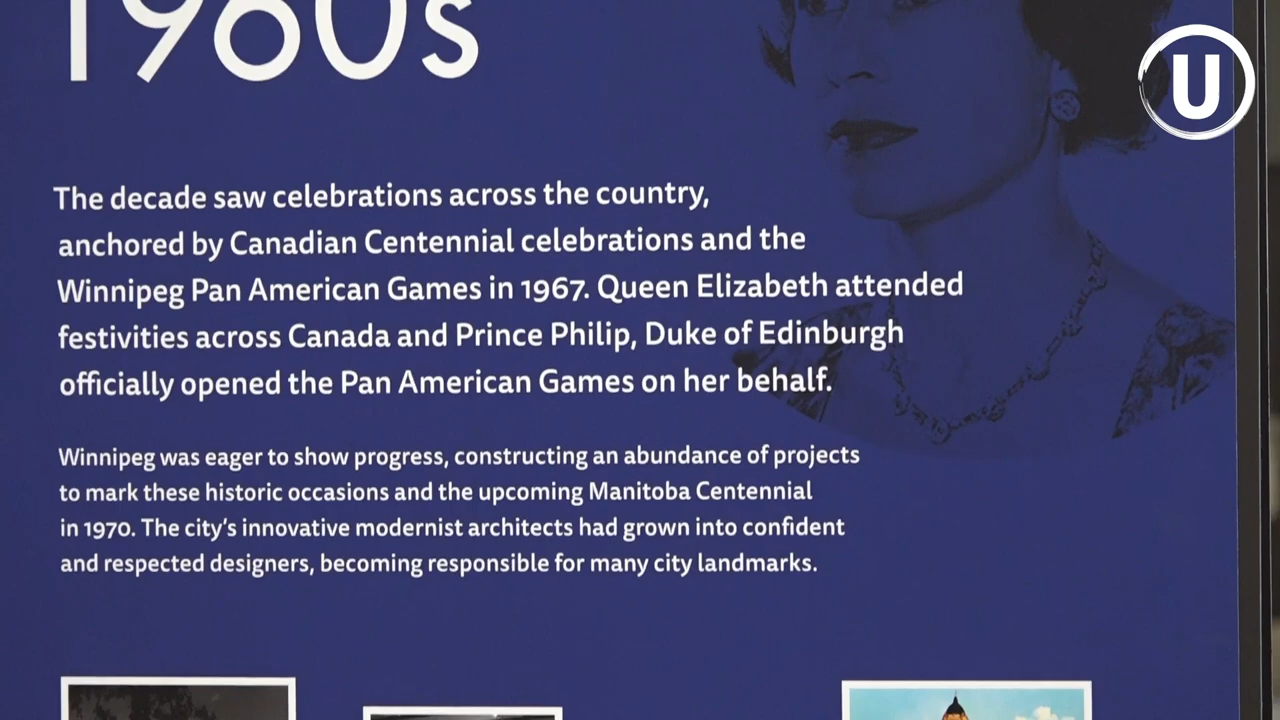 1960s
U
The decade saw celebrations across the country,
anchored by Canadian Centennial celebrations and the
Winnipeg Pan American Games in 1967. Queen Elizabeth attended
festivities across Canada and Prince Philip, Duke of Edinburgh
officially opened the Pan American Games on her behalf.
Winnipeg was eager to show progress, constructing an abundance of projects
to mark these historic occasions and the upcoming Manitoba Centennial
in 1970. The city's innovative modernist architects had grown into confident
and respected designers, becoming responsible for many city landmarks.